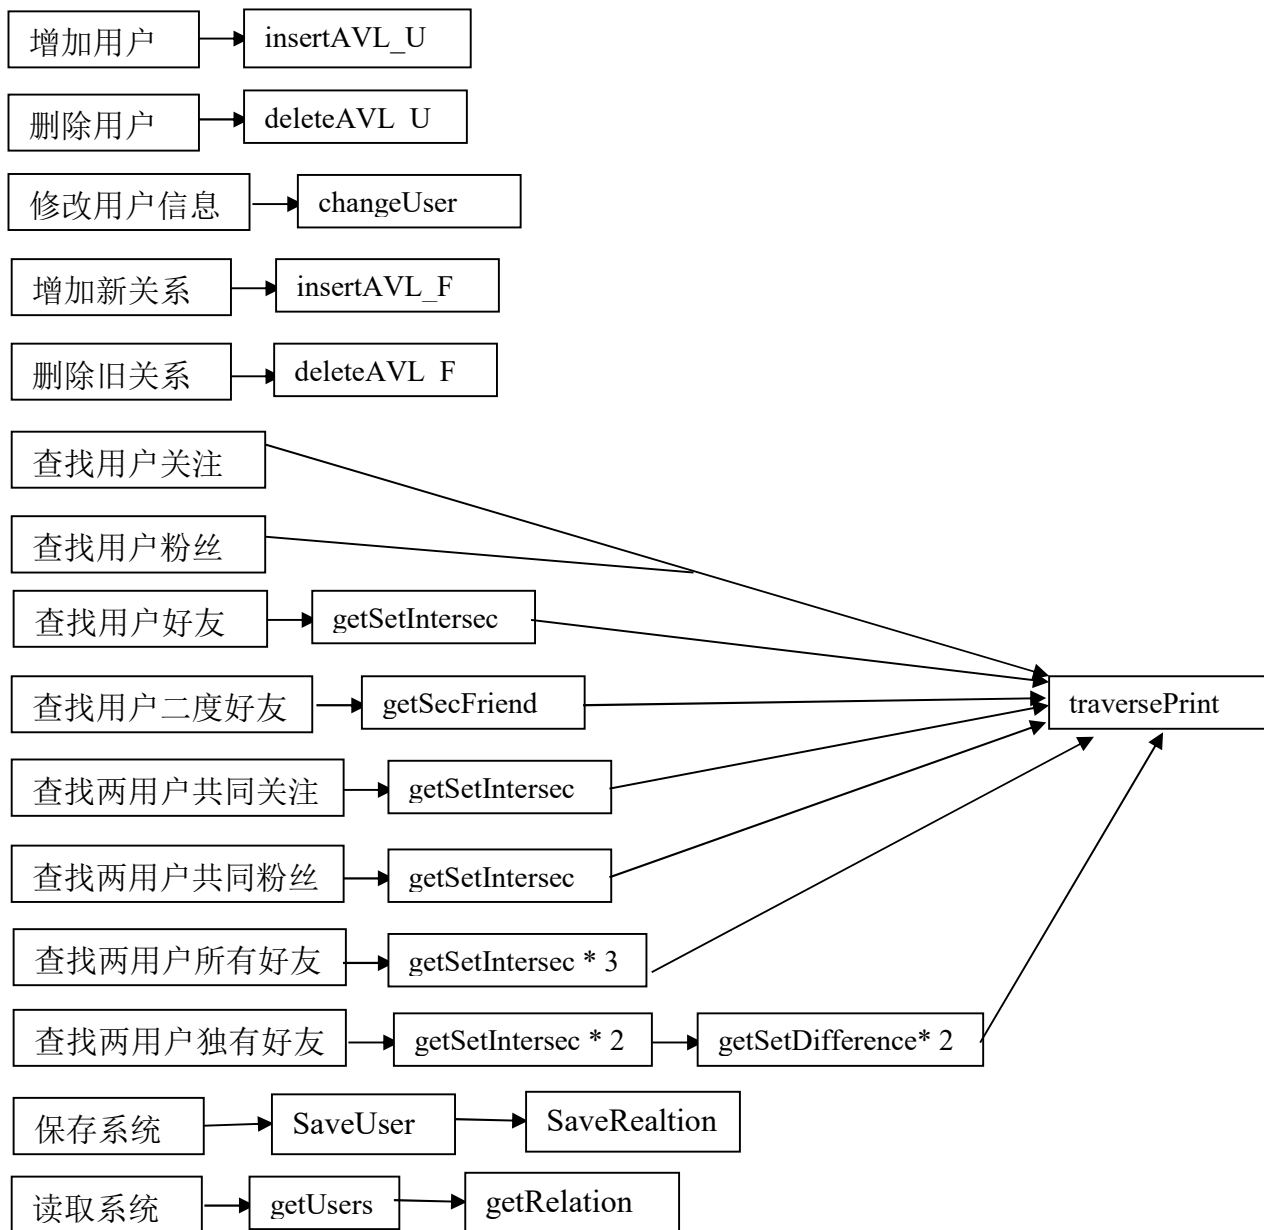 增加用户 insertAVL_U
删除用户 deleteAVL_U
修改用户信息 changeUser
增加新关系 insertAVL_F
删除旧关系 deleteAVL_F
查找用户关注
查找用户粉丝
查找用户好友 getSetIntersec
查找用户二度好友 getSecFriend traversePrint
查找两用户共同关注 getSetIntersec
查找两用户共同粉丝 getSetIntersec
查找两用户所有好友 getSetIntersec * 3
查找两用户独有好友 getSetIntersec * 2 getSetDifference* 2
保存系统 SaveUser SaveRealtion
读取系统 getUsers getRelation